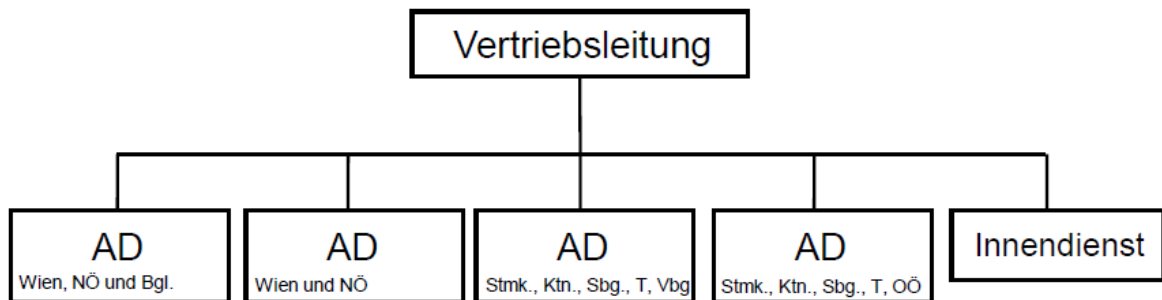 Vertriebsleitung
AD
Wien, NÖ und Bgl.
AD
Wien und NÖ
AD
Stmk., Ktn., Sbg., T, Vbg
AD
Stmk., Ktn., Sbg., T, OÖ
Innendienst